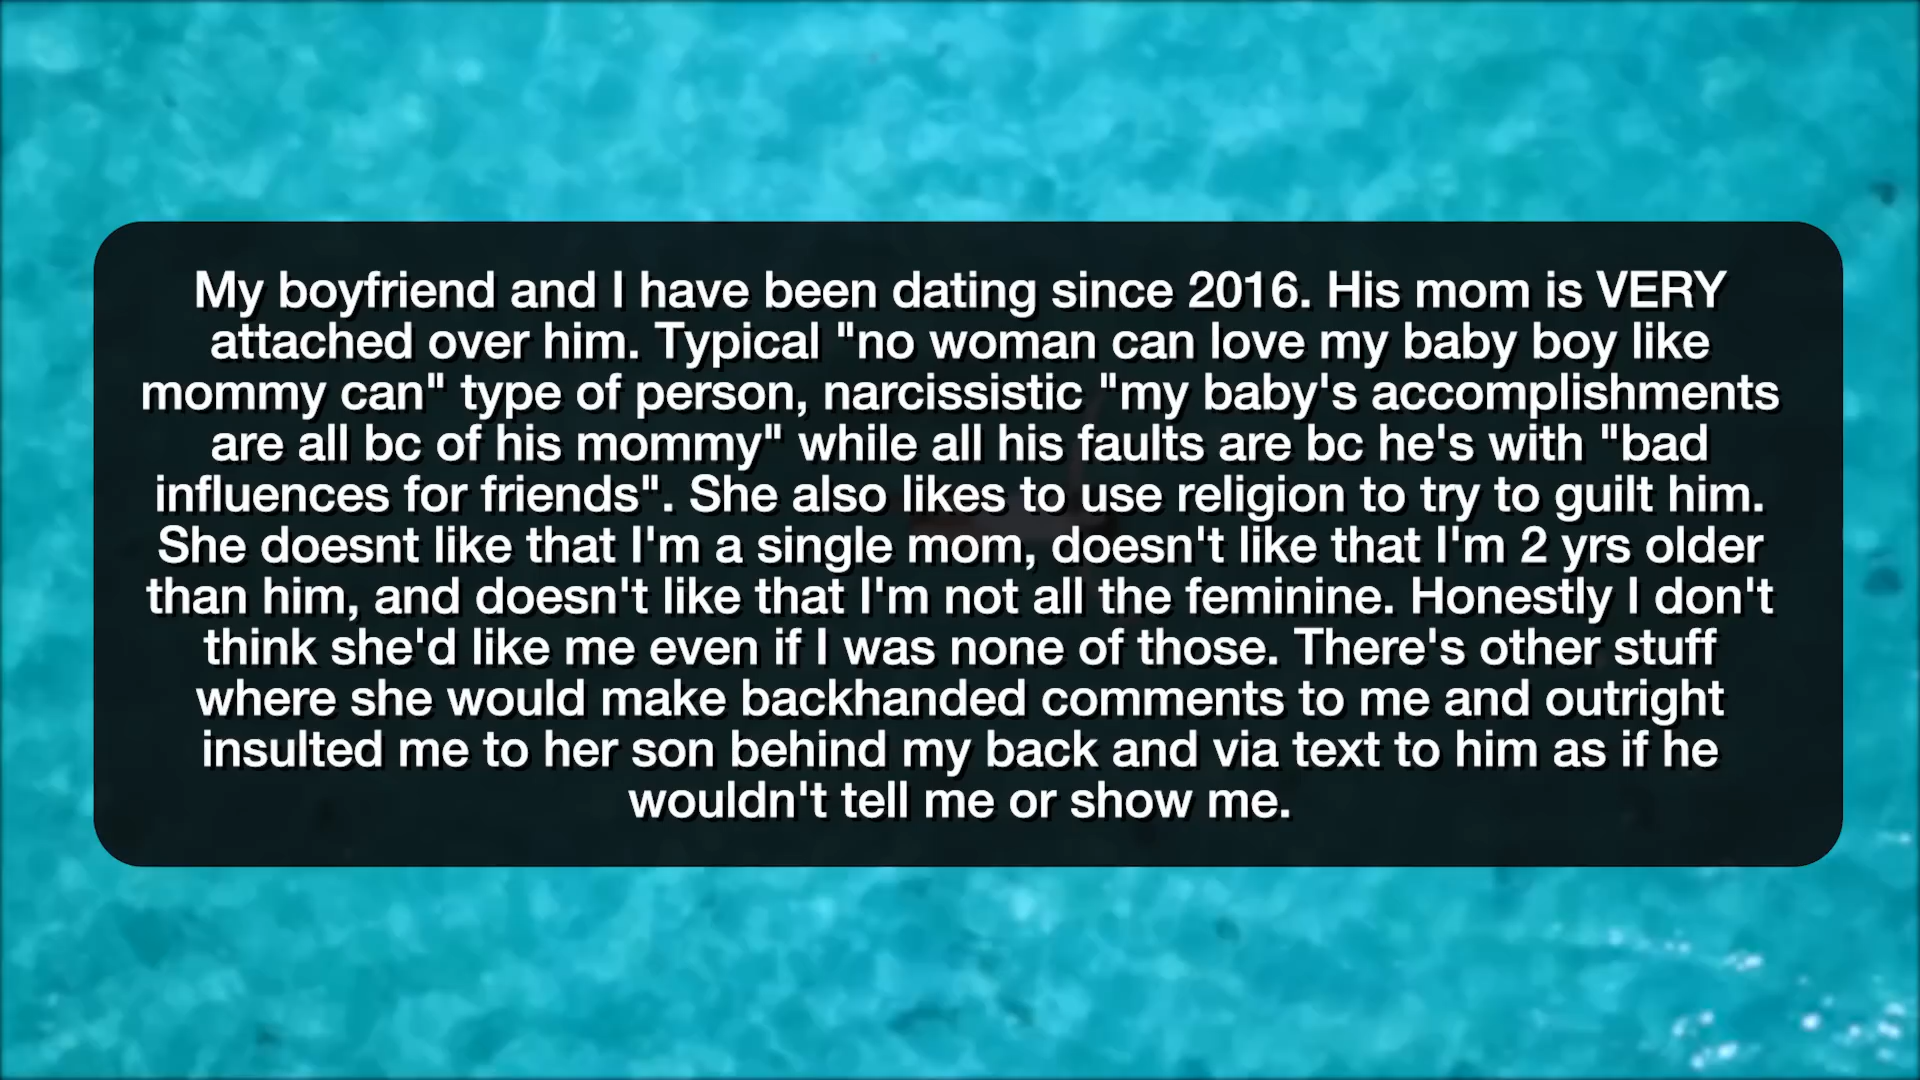 My boyfriend and I have been dating since 2016. His mom is VERY
attached over him. Typical "no woman can love my baby boy like
mommy can" type of person, narcissistic "my baby's accomplishments
are all bc of his mommy" while all his faults are bc he's with "bad
influences for friends". She also likes to use religion to try to guilt him.
She doesnt like that I'm a single mom, doesn't like that I'm 2 yrs older
than him, and doesn't like that I'm not all the feminine. Honestly I don't
think she'd like me even if I was none of those. There's other stuff
where she would make backhanded comments to me and outright
insulted me to her son behind my back and via text to him as if he
wouldn't tell me or show me.